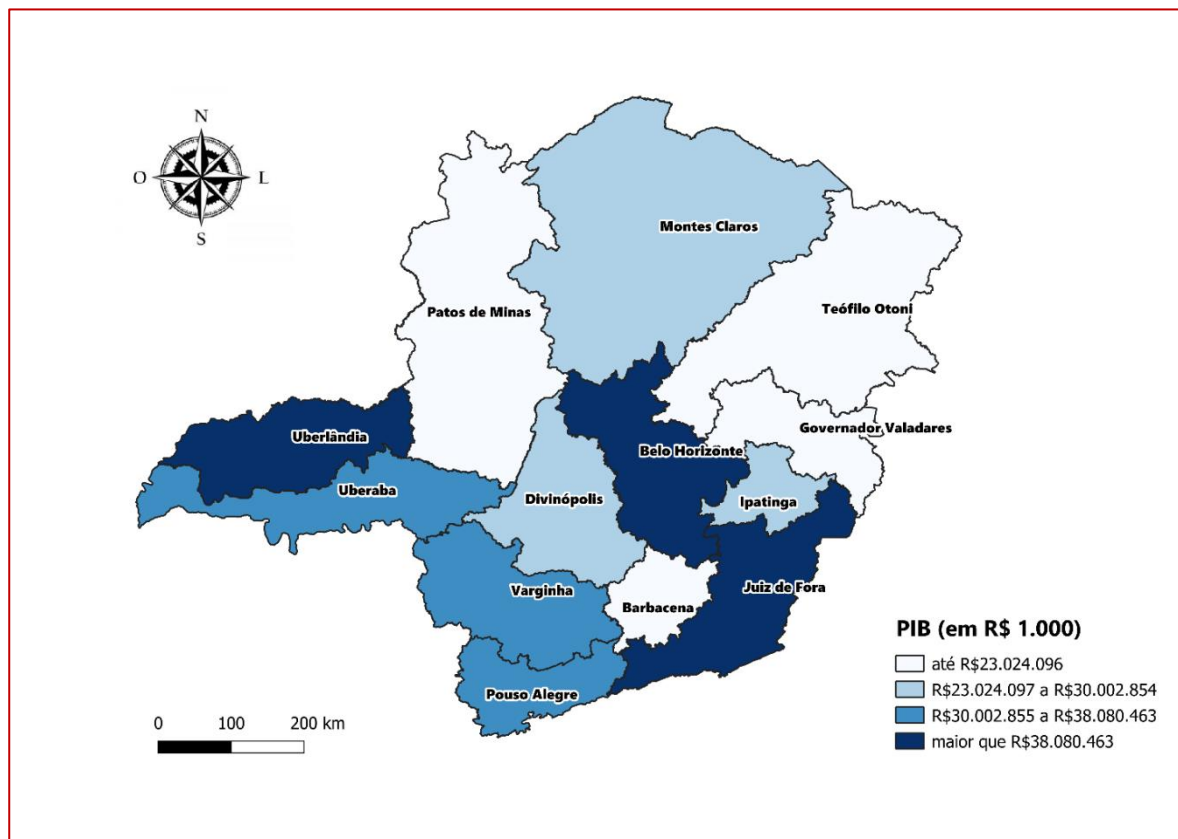 N
O
L
S
Montes Claros
Teófilo Otoni
Patos de Minas
Governador Valadares
Uberlândia
Belo Horizonte
Uberaba
Divinópolis
Ipatinga
Varginha
Juiz de Fora
Barbacena
Pouso Alegre
PIB (em R$ 1.000)
até R$23.024.096
R$23.024.097 a R$30.002.854
R$30.002.855 a R$38.080.463
maior que R$38.080.463
0 100 200 km